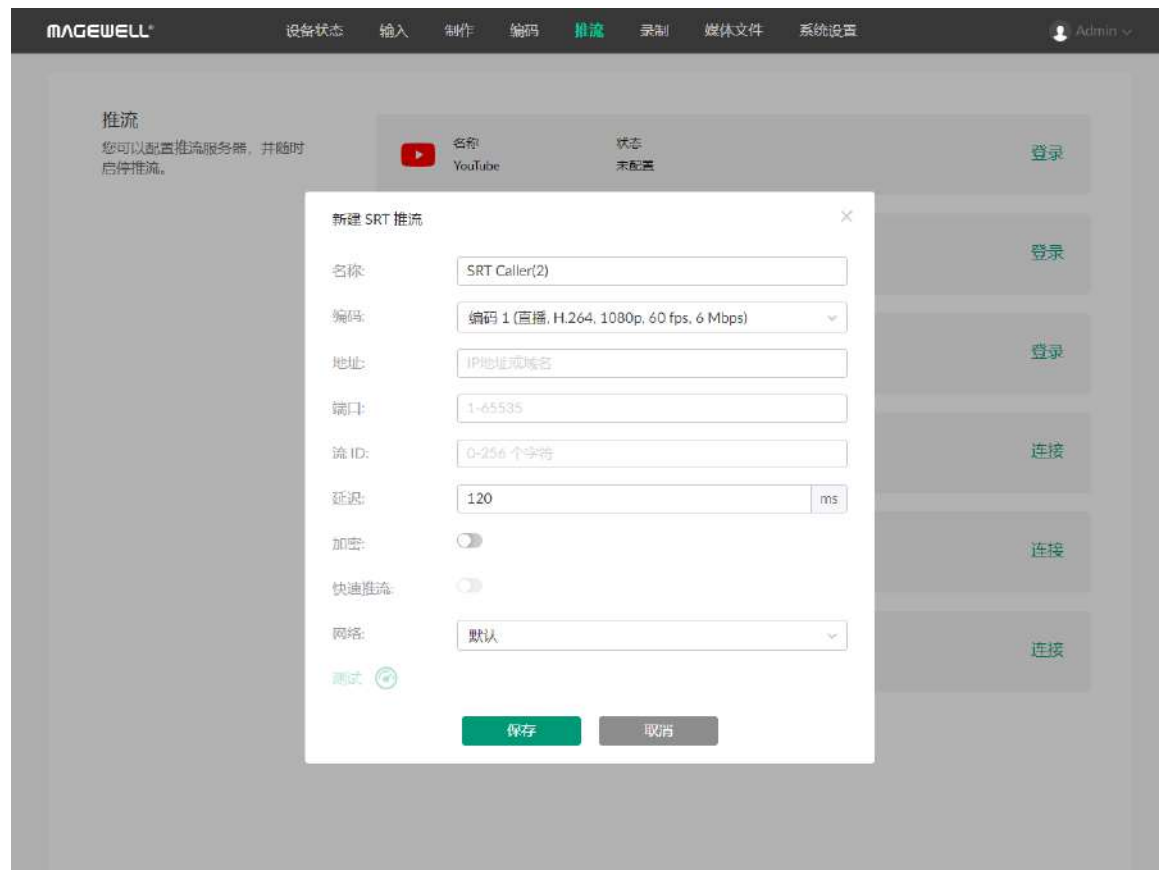 MAGEWELL
设备状态 输入 制作 编码 推流 录制 媒体文件 系统设置 Admin
推流
您可以配置推流服务器，并随时
启停推流。
名称 状态
YouTube 未配置
登录
新建 SRT 推流
名称: SRT Caller(2)
登录
编码: 编码 1 (直播, H.264, 1080p, 60 fps, 6 Mbps)
地址: IP地址或域名
登录
端口: 1-65535
流 ID: 0-256 个字符
连接
延迟: 120 ms
加密:
连接
快速推流:
网络: 默认
连接
测试
保存 取消